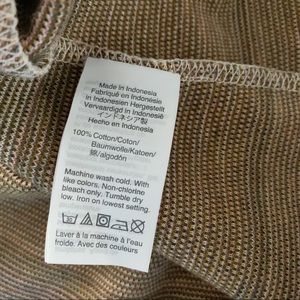 Made in Indonesia
Fabriqué en Indonésie
In Indonesien Hergestellt
Vervaardigd in Indonesië
インドネシア製
Hecho en Indonesia
100% Cotton/Coton/
Baumwolle/Katoen/
綿/algodón
Machine wash cold. With
like colors. Non-chlorine
bleach only. Tumble dry
low. Iron on lowest setting.
Laver à la machine à l'eau
froide. Avec des couleurs